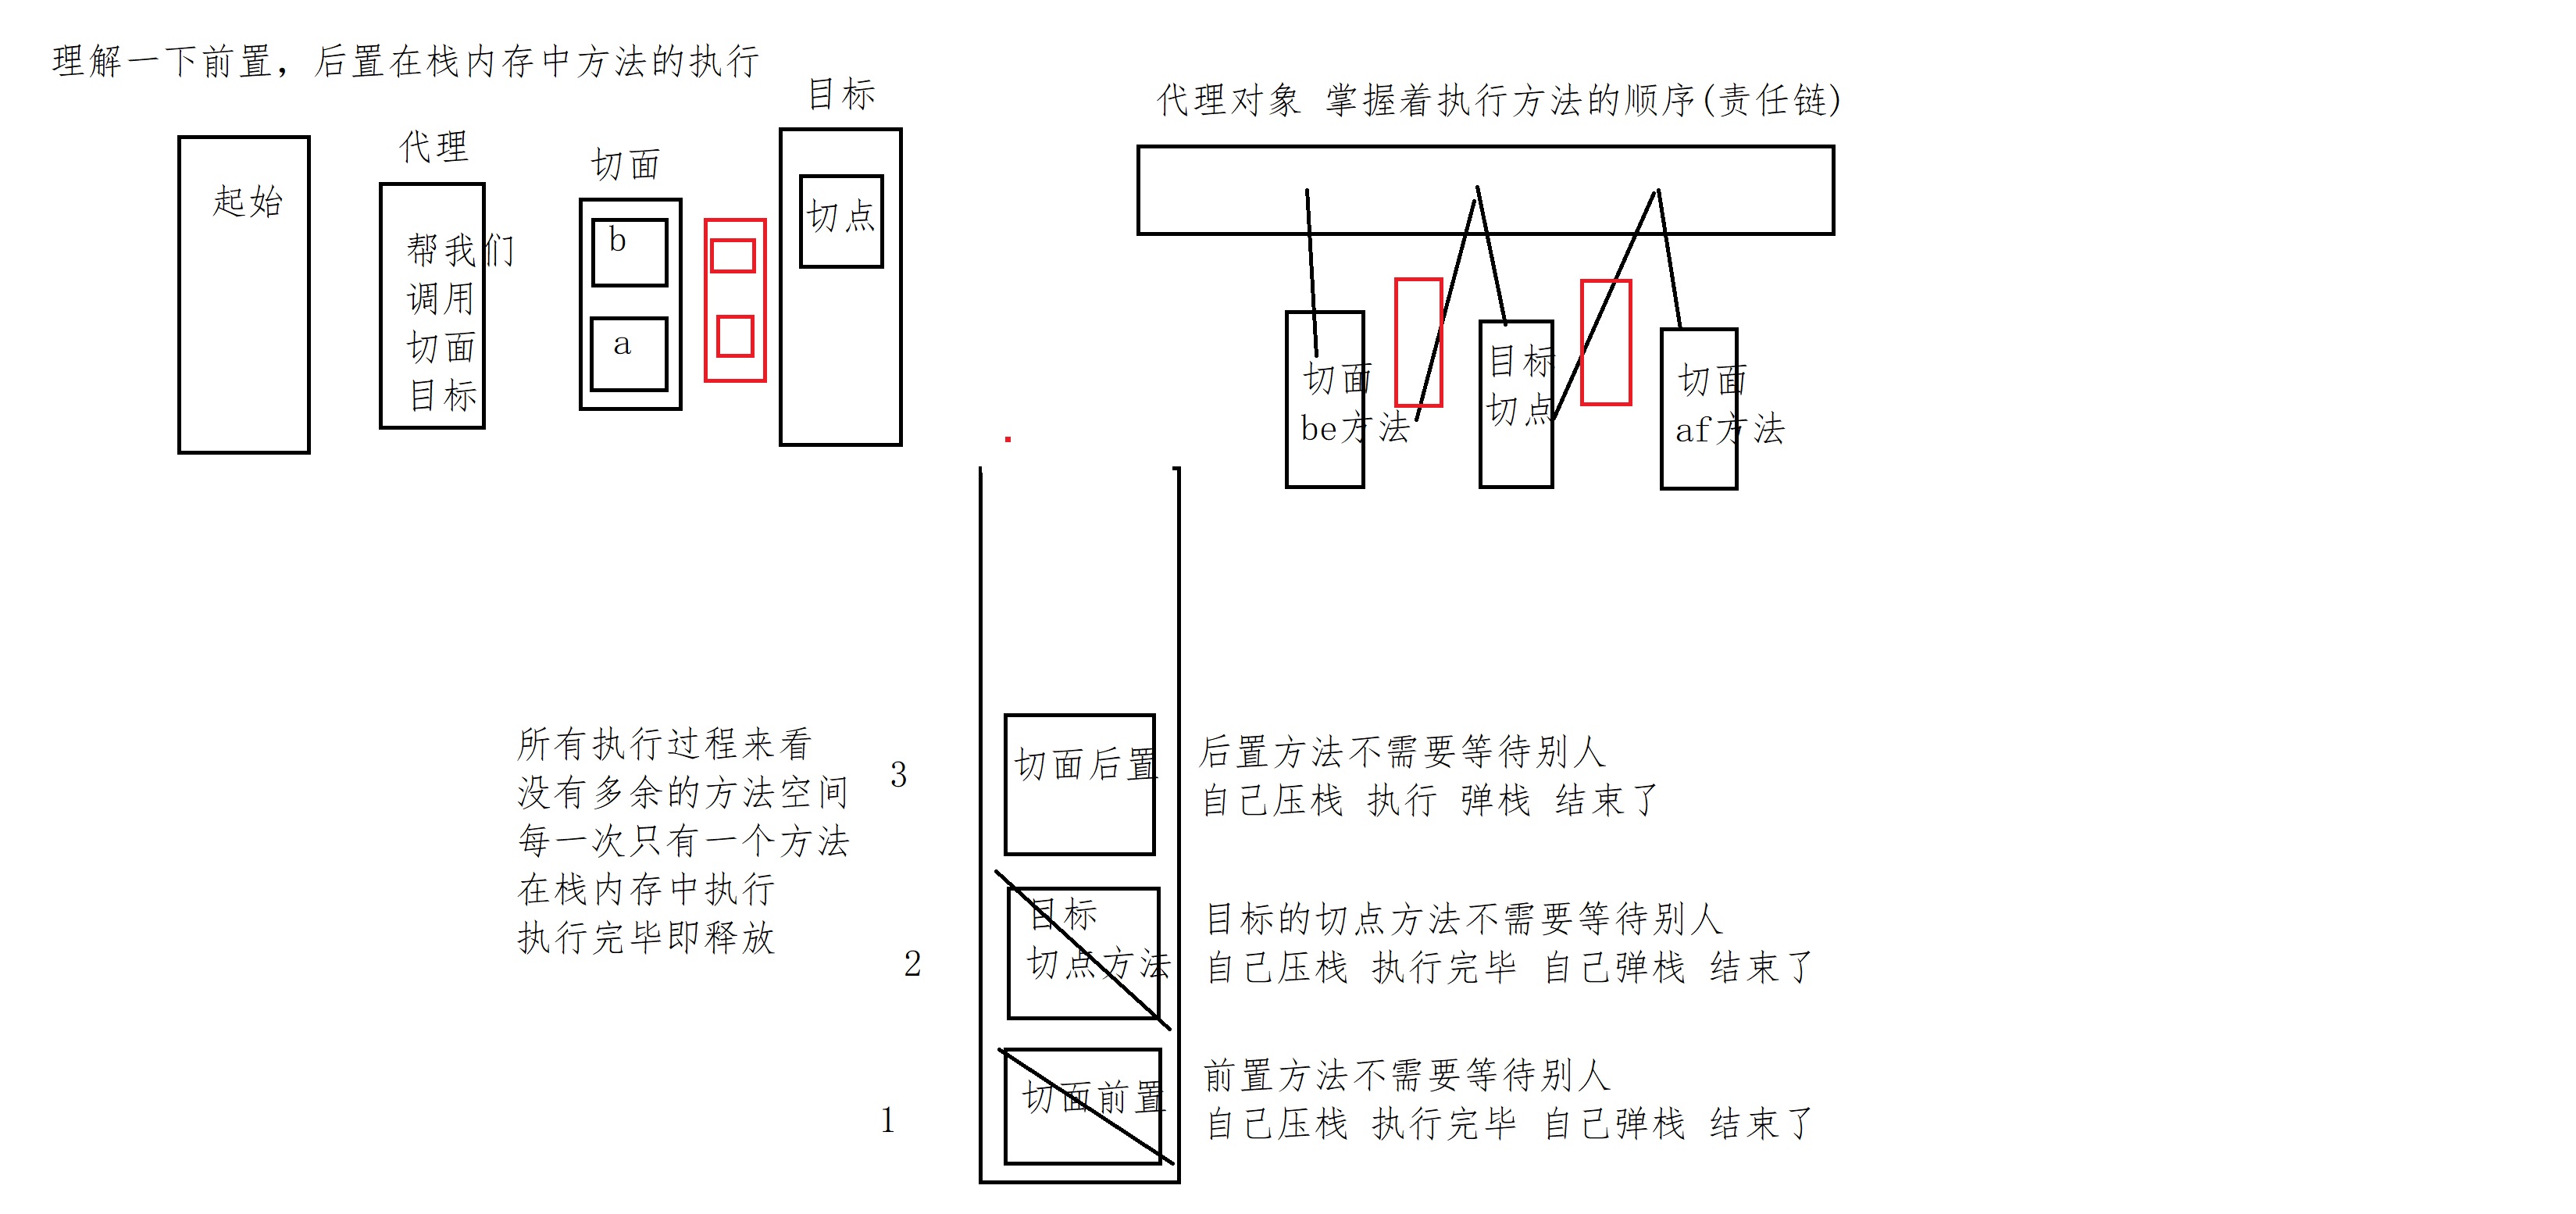 理解一下前置，后置在栈内存中方法的执行
起始
代理
帮我们
调用
切面
目标
切面
b
a
目标
切点
代理对象 掌握着执行方法的顺序(责任链)
切面
be方法
目标
切点
切面
af方法
所有执行过程来看
没有多余的方法空间
每一次只有一个方法
在栈内存中执行
执行完毕即释放
3
切面后置
后置方法不需要等待别人
自己压栈 执行 弹栈 结束了
2
目标
切点方法
目标的切点方法不需要等待别人
自己压栈 执行完毕 自己弹栈 结束了
1
切面前置
前置方法不需要等待别人
自己压栈 执行完毕 自己弹栈 结束了